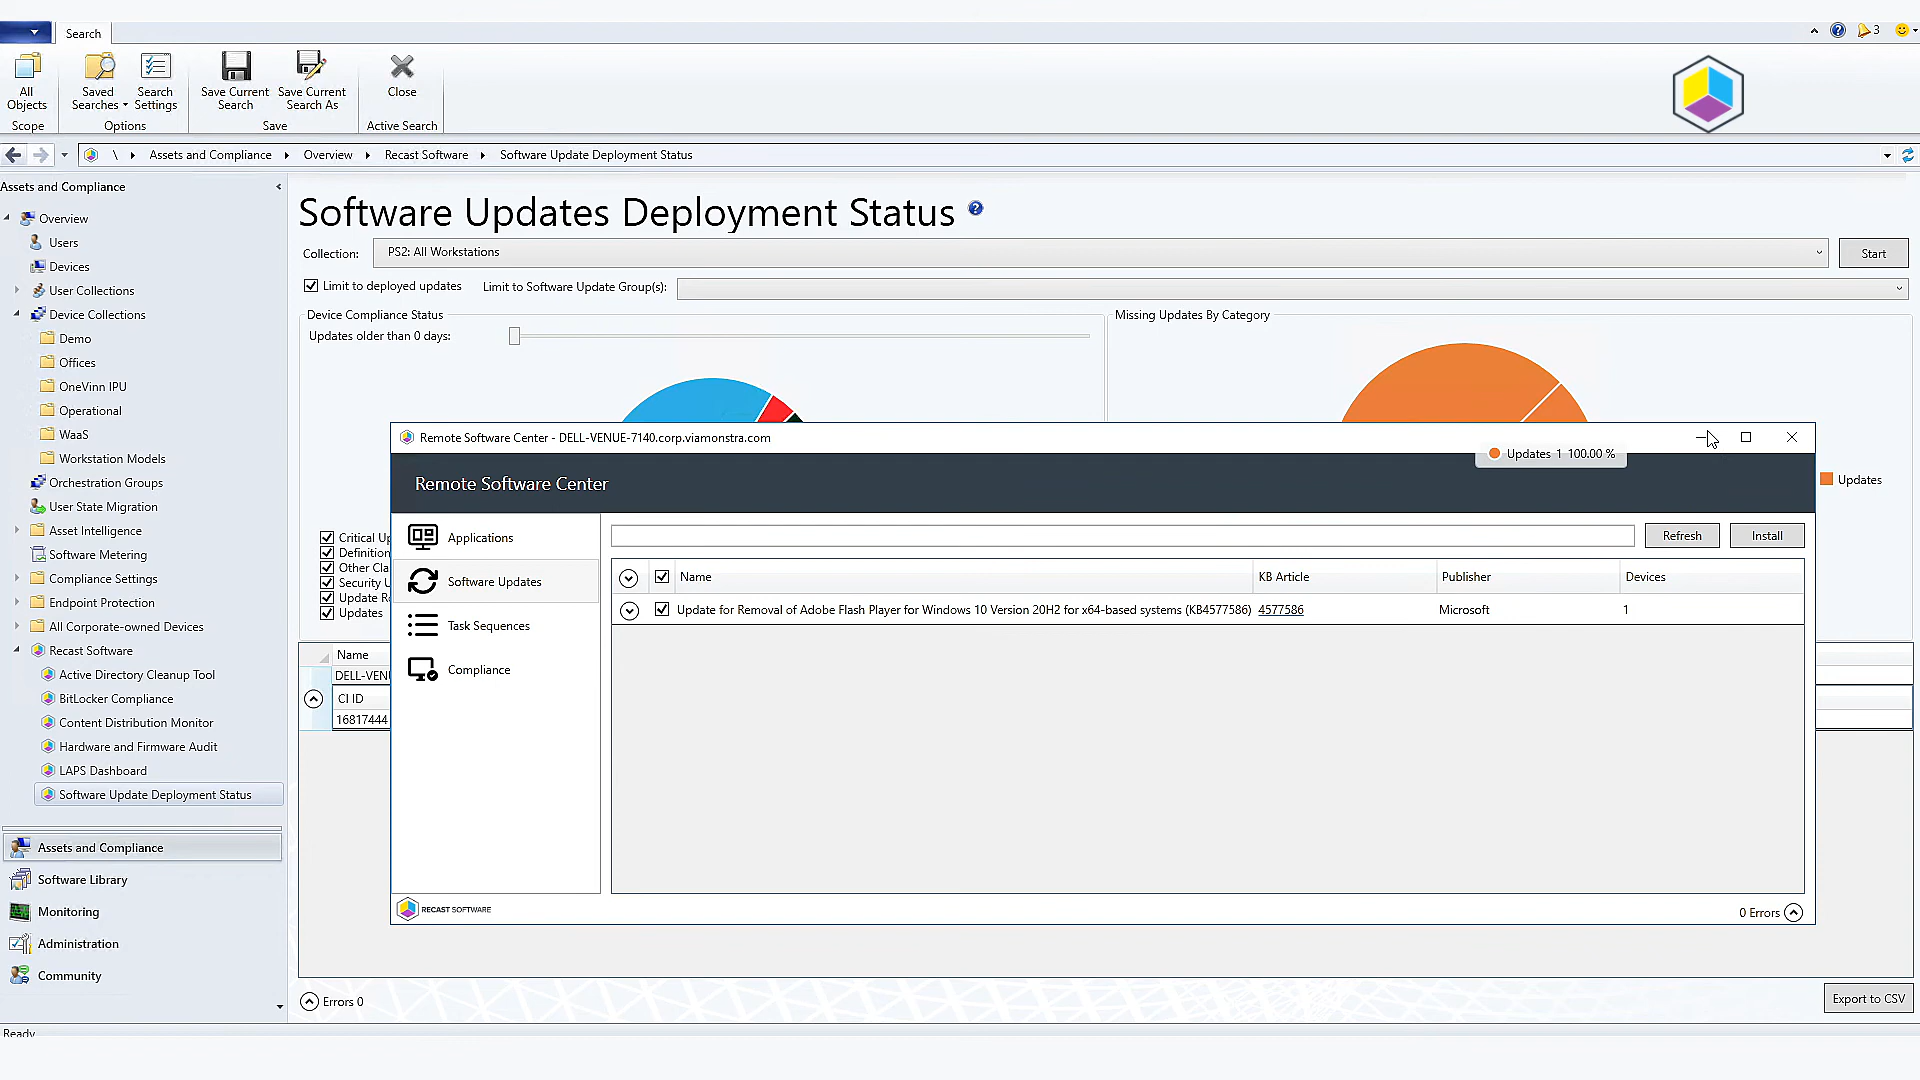 Search
3
All Objects
Saved Searches
Search Settings
Save Current Search
Save Current Search As
Close
Scope
Options
Save
Active Search
\ Assets and Compliance Overview Recast Software Software Update Deployment Status
Assets and Compliance
Overview
Users
Devices
User Collections
Device Collections
Demo
Offices
OneVinn IPU
Operational
WaaS
Workstation Models
Orchestration Groups
User State Migration
Asset Intelligence
Software Metering
Compliance Settings
Endpoint Protection
All Corporate-owned Devices
Recast Software
Active Directory Cleanup Tool
BitLocker Compliance
Content Distribution Monitor
Hardware and Firmware Audit
LAPS Dashboard
Software Update Deployment Status
Assets and Compliance
Software Library
Monitoring
Administration
Community
Ready
Software Updates Deployment Status
Collection: PS2: All Workstations Start
Limit to deployed updates Limit to Software Update Group(s):
Device Compliance Status
Updates older than 0 days:
Missing Updates By Category
Updates
Critical Up
Definition
Other Cla
Security U
Update Ro
Updates
Name
DELL-VENU
CI ID
16817444
Remote Software Center - DELL-VENUE-7140.corp.viamonstra.com
Updates 1 100.00 %
Remote Software Center
Applications
Software Updates
Task Sequences
Compliance
Refresh Install
Name KB Article Publisher Devices
Update for Removal of Adobe Flash Player for Windows 10 Version 20H2 for x64-based systems (KB4577586) 4577586 Microsoft 1
RECAST SOFTWARE
0 Errors
Errors 0
Export to CSV